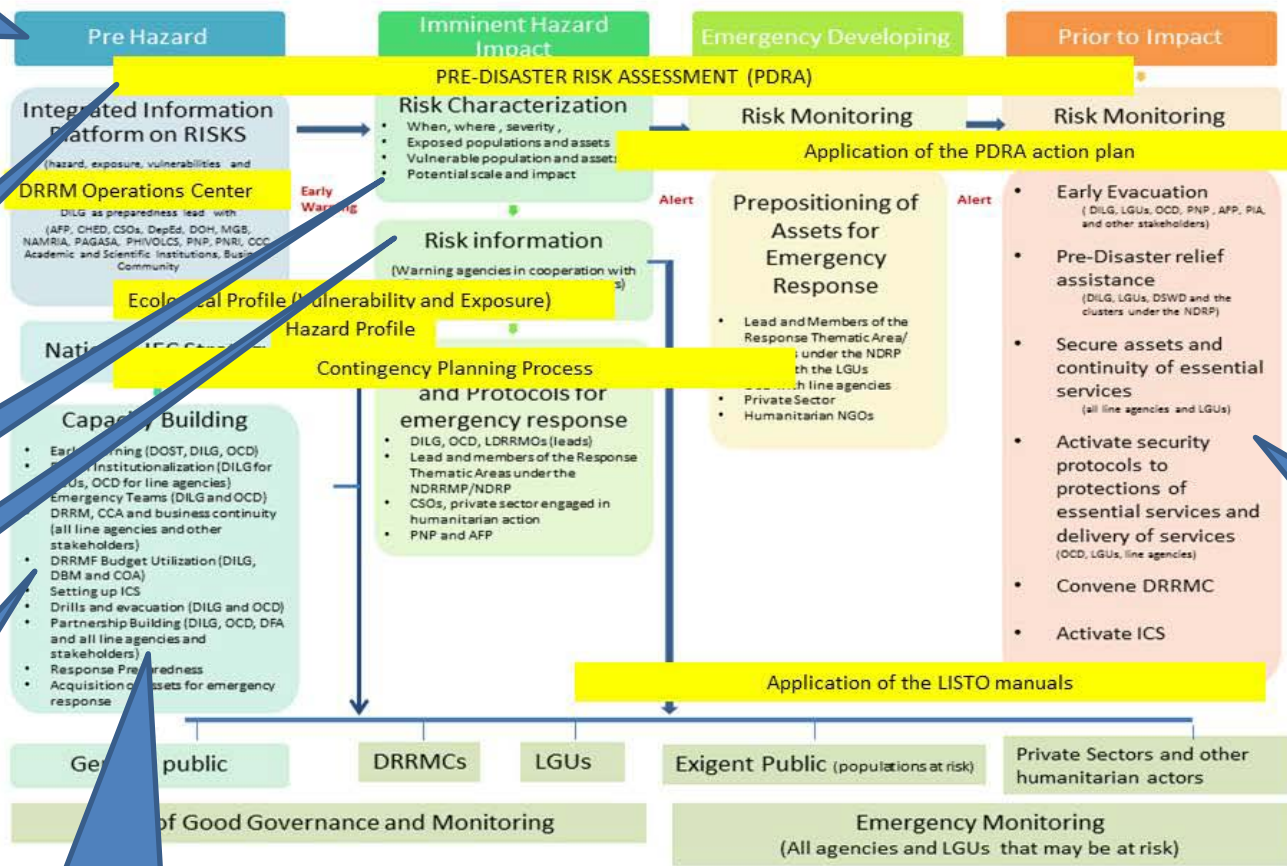 Pre Hazard
Imminent Hazard
Impact
Emergency Developing
Prior to Impact
PRE-DISASTER RISK ASSESSMENT (PDRA)
Integrated Information
Platform on RISKS
(hazard, exposure, vulnerabilities and
DRRM Operations Center
DILG as preparedness lead with
(AFP, CHED, CSOs, DepEd, DOH, MGB,
NAMRIA, PAGASA, PHIVOLCS, PNP, PNRI, CCC,
Academic and Scientific Institutions,
Community
Early
Warning
Risk Characterization
• When, where , severity ,
• Exposed populations and assets
• Vulnerable population and assets
• Potential scale and impact
Risk information
(Warning agencies in cooperation with
Alert
Risk Monitoring
Application of the PDRA action plan
Prepositioning of
Assets for
Emergency
Response
• Lead and Members of the
Response Thematic Area/
under the NDRP
with the LGUs
with line agencies
• Private Sector
• Humanitarian NGOs
Alert
Risk Monitoring
• Early Evacuation
( DILG, LGUs, OCD, PNP , AFP, PIA,
and other stakeholders)
• Pre-Disaster relief
assistance
(DILG, LGUs, DSWD and the
clusters under the NDRP)
• Secure assets and
continuity of essential
services
(all line agencies and LGUs)
• Activate security
protocols to
protections of
essential services and
delivery of services
(OCD, LGUs, line agencies)
• Convene DRRMC
• Activate ICS
Ecological Profile (Vulnerability and Exposure)
Hazard Profile
Contingency Planning Process
and Protocols for
emergency response
• DILG, OCD, LDRRMOs (leads)
• Lead and members of the Response
Thematic Areas under the
NDRRMP/NDRP
• CSOs, private sector engaged in
humanitarian action
• PNP and AFP
Capacity Building
• Early Warning (DOST, DILG, OCD)
Institutionalization (DILG for
LGUs, OCD for line agencies)
Emergency Teams (DILG and OCD)
DRRM, CCA and business continuity
(all line agencies and other
stakeholders)
• DRRMF Budget Utilization (DILG,
DBM and COA)
• Setting up ICS
• Drills and evacuation (DILG and OCD)
• Partnership Building (DILG, OCD, DFA
and all line agencies and
stakeholders)
• Response Preparedness
• Acquisition of assets for emergency
response
Application of the LISTO manuals
General public
DRRMCs
LGUs
Exigent Public (populations at risk)
Private Sectors and other
humanitarian actors
of Good Governance and Monitoring
Emergency Monitoring
(All agencies and LGUs that may be at risk)